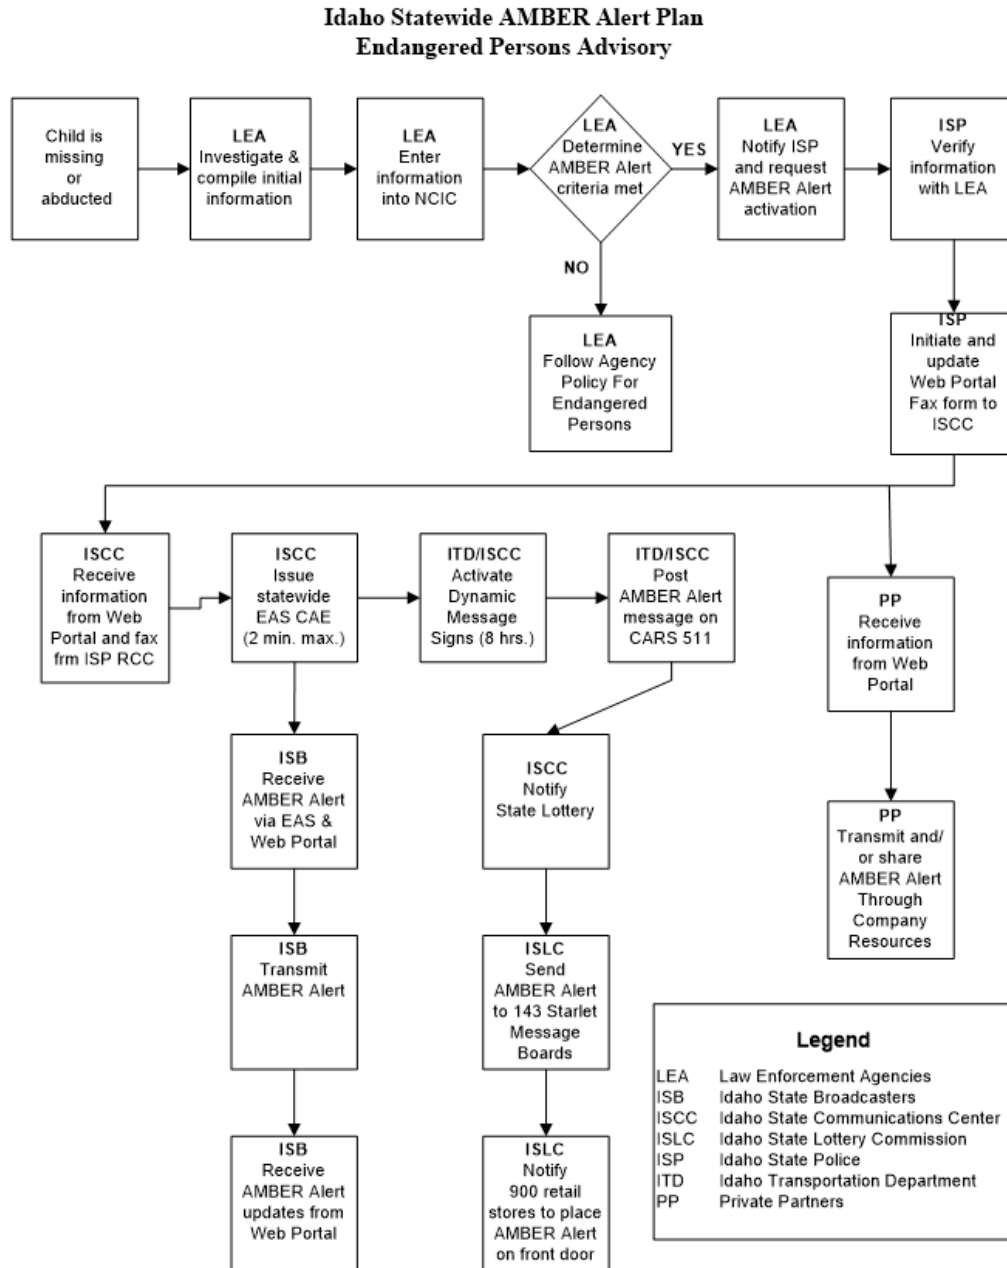 Idaho Statewide AMBER Alert Plan
Endangered Persons Advisory
Child is
missing
or
abducted
LEA
Investigate &
compile initial
information
LEA
Enter
information
into NCIC
LEA
Determine
AMBER Alert
criteria met
YES
LEA
Notify ISP
and request
AMBER Alert
activation
ISP
Verify
information
with LEA
NO
LEA
Follow Agency
Policy For
Endangered
Persons
ISP
Initiate and
update
Web Portal
Fax form to
ISCC
ISCC
Receive
information
from Web
Portal and fax
frm ISP RCC
ISCC
Issue
statewide
EAS CAE
(2 min. max.)
ITD/ISCC
Activate
Dynamic
Message
Signs (8 hrs.)
ITD/ISCC
Post
AMBER Alert
message on
CARS 511
PP
Receive
information
from Web
Portal
ISB
Receive
AMBER Alert
via EAS &
Web Portal
ISCC
Notify
State Lottery
PP
Transmit and/
or share
AMBER Alert
Through
Company
Resources
ISB
Transmit
AMBER Alert
ISLC
Send
AMBER Alert
to 143 Starlet
Message
Boards
ISB
Receive
AMBER Alert
updates from
Web Portal
ISLC
Notify
900 retail
stores to place
AMBER Alert
on front door
Legend
LEA Law Enforcement Agencies
ISB Idaho State Broadcasters
ISCC Idaho State Communications Center
ISLC Idaho State Lottery Commission
ISP Idaho State Police
ITD Idaho Transportation Department
PP Private Partners